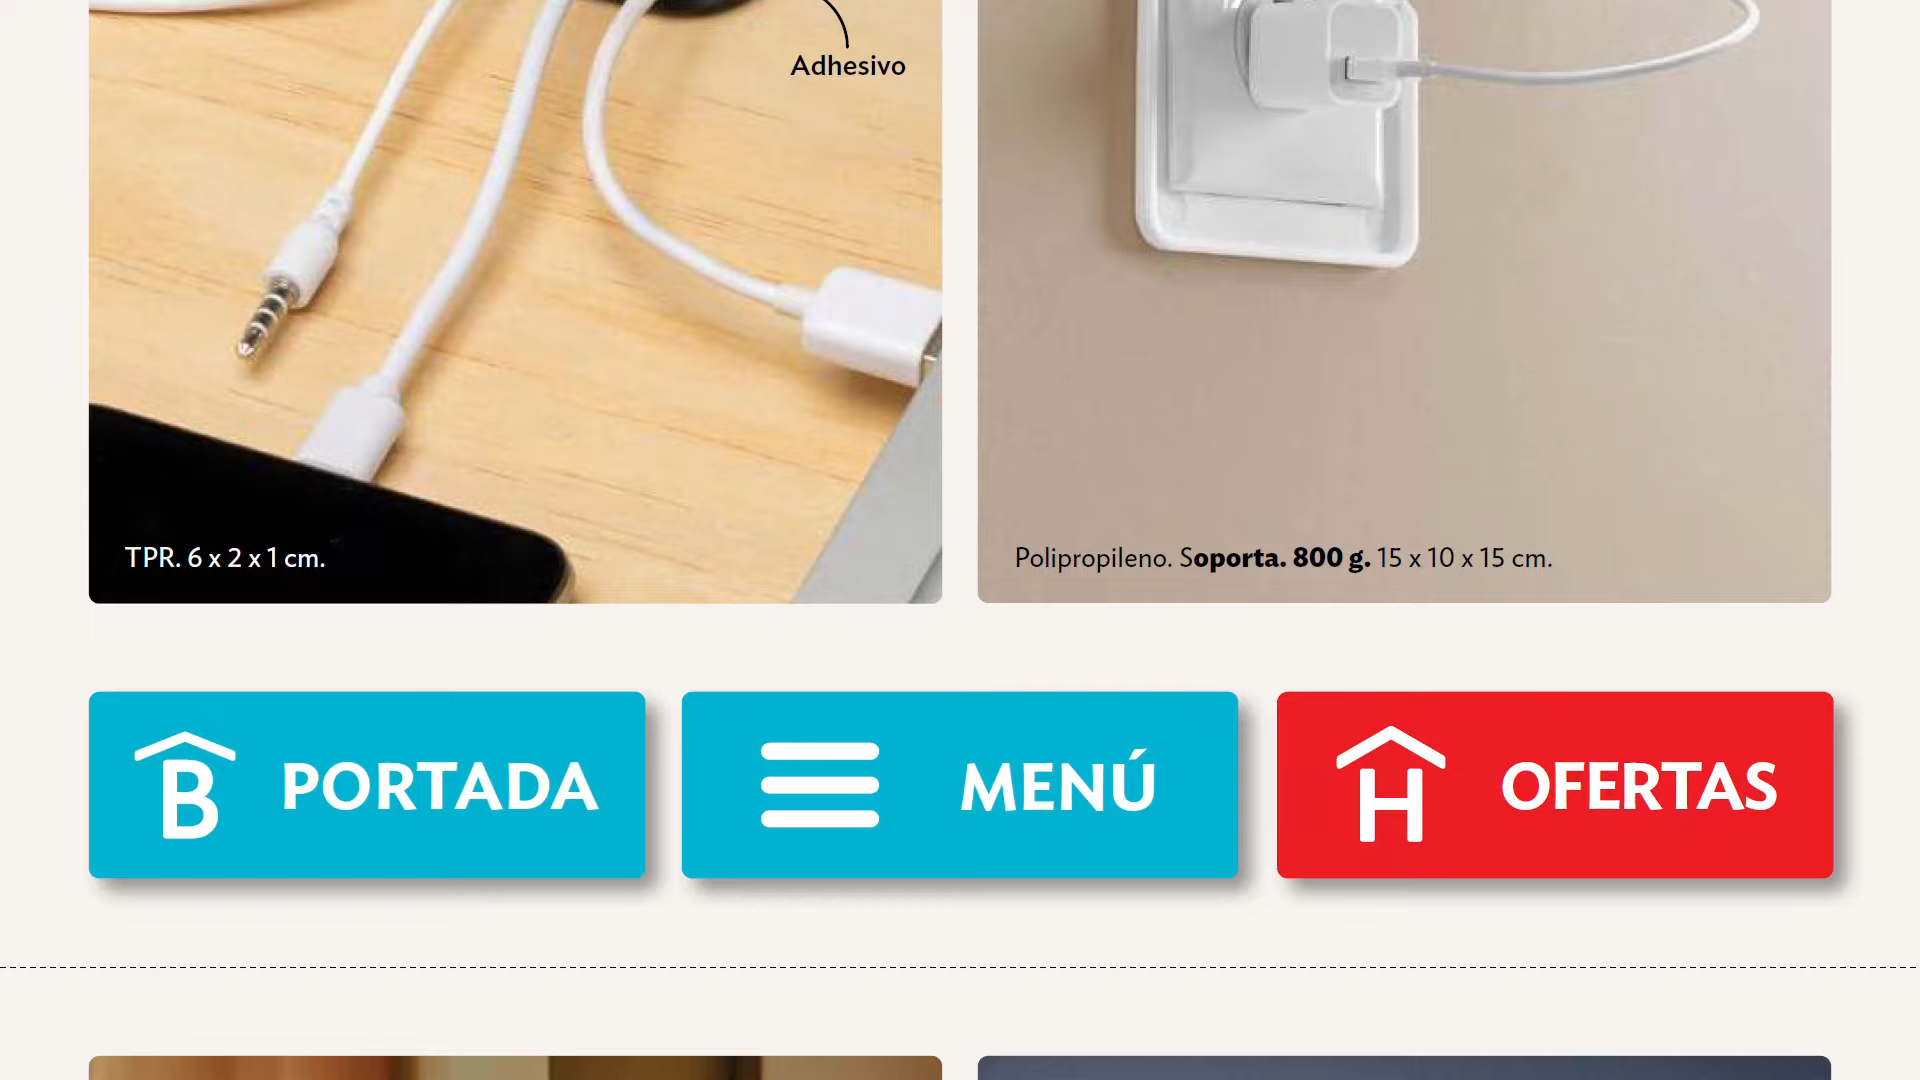 Adhesivo
TPR. 6 x 2 x 1 cm.
Polipropileno. Soporta. 800 g. 15 x 10 x 15 cm.
B PORTADA
MENÚ
H OFERTAS